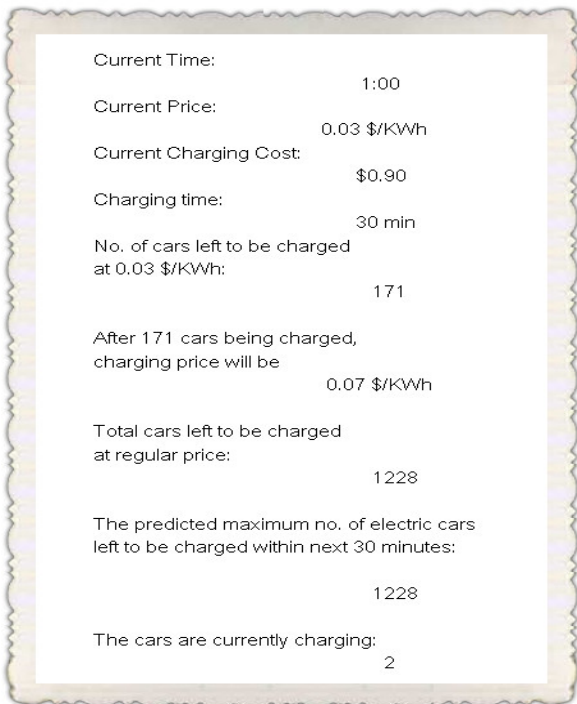 Current Time:
1:00
Current Price:
0.03 $/KWh
Current Charging Cost:
$0.90
Charging time:
30 min
No. of cars left to be charged
at 0.03 $/KWh:
171
After 171 cars being charged,
charging price will be
0.07 $/KWh
Total cars left to be charged
at regular price:
1228
The predicted maximum no. of electric cars
left to be charged within next 30 minutes:
1228
The cars are currently charging:
2